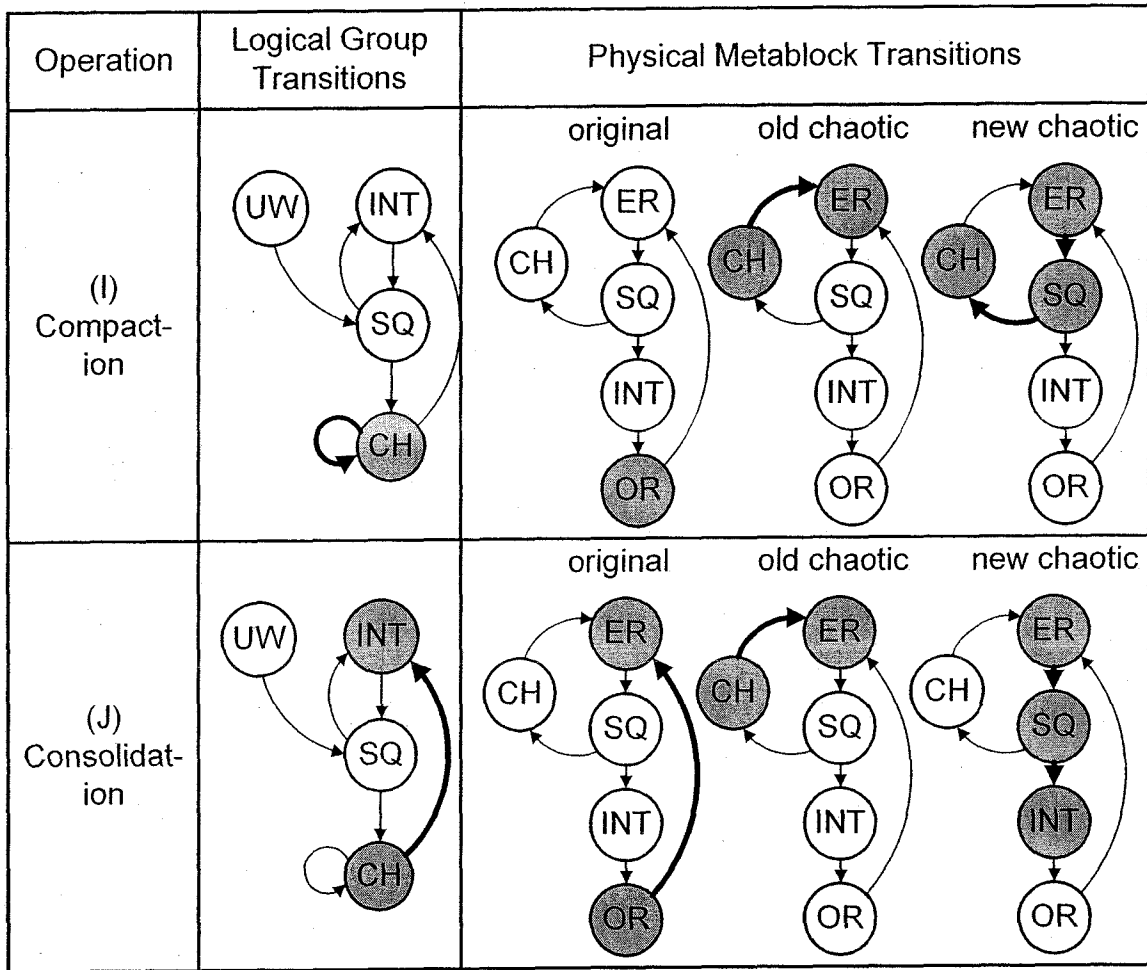 Operation
Logical Group
Transitions
Physical Metablock Transitions
(I)
Compact-
ion
UW
INT
SQ
CH
original
ER
CH
SQ
INT
OR
old chaotic
ER
CH
SQ
INT
OR
new chaotic
ER
CH
SQ
INT
OR
(J)
Consolidat-
ion
UW
INT
SQ
CH
original
ER
CH
SQ
INT
OR
old chaotic
ER
CH
SQ
INT
OR
new chaotic
ER
CH
SQ
INT
OR